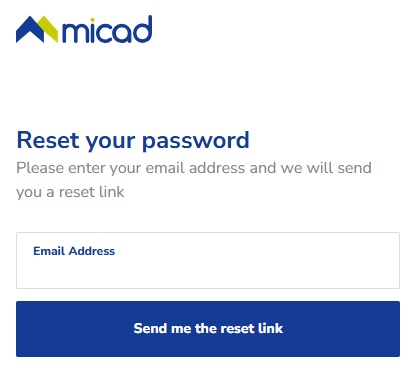 micad
Reset your password
Please enter your email address and we will send
you a reset link
Email Address
Send me the reset link